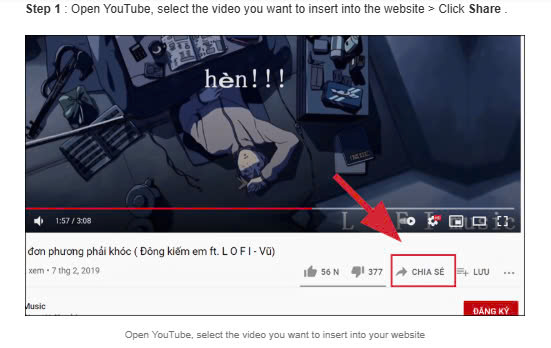 Step 1 : Open YouTube, select the video you want to insert into the website > Click Share .
hèn!!!
1:57 / 3:08
L O F I music
đơn phương phải khóc ( Đông kiếm em ft. L O F I - Vũ)
xem • 7 thg 2, 2019
56 N
377
CHIA SẺ
LƯU
Music
ĐĂNG KÝ
Open YouTube, select the video you want to insert into your website